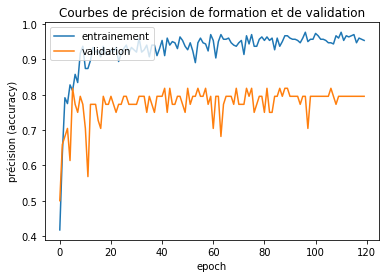 Courbes de précision de formation et de validation
entrainement
validation
précision (accuracy)
1.0
0.9
0.8
0.7
0.6
0.5
0.4
0 20 40 60 80 100 120
epoch